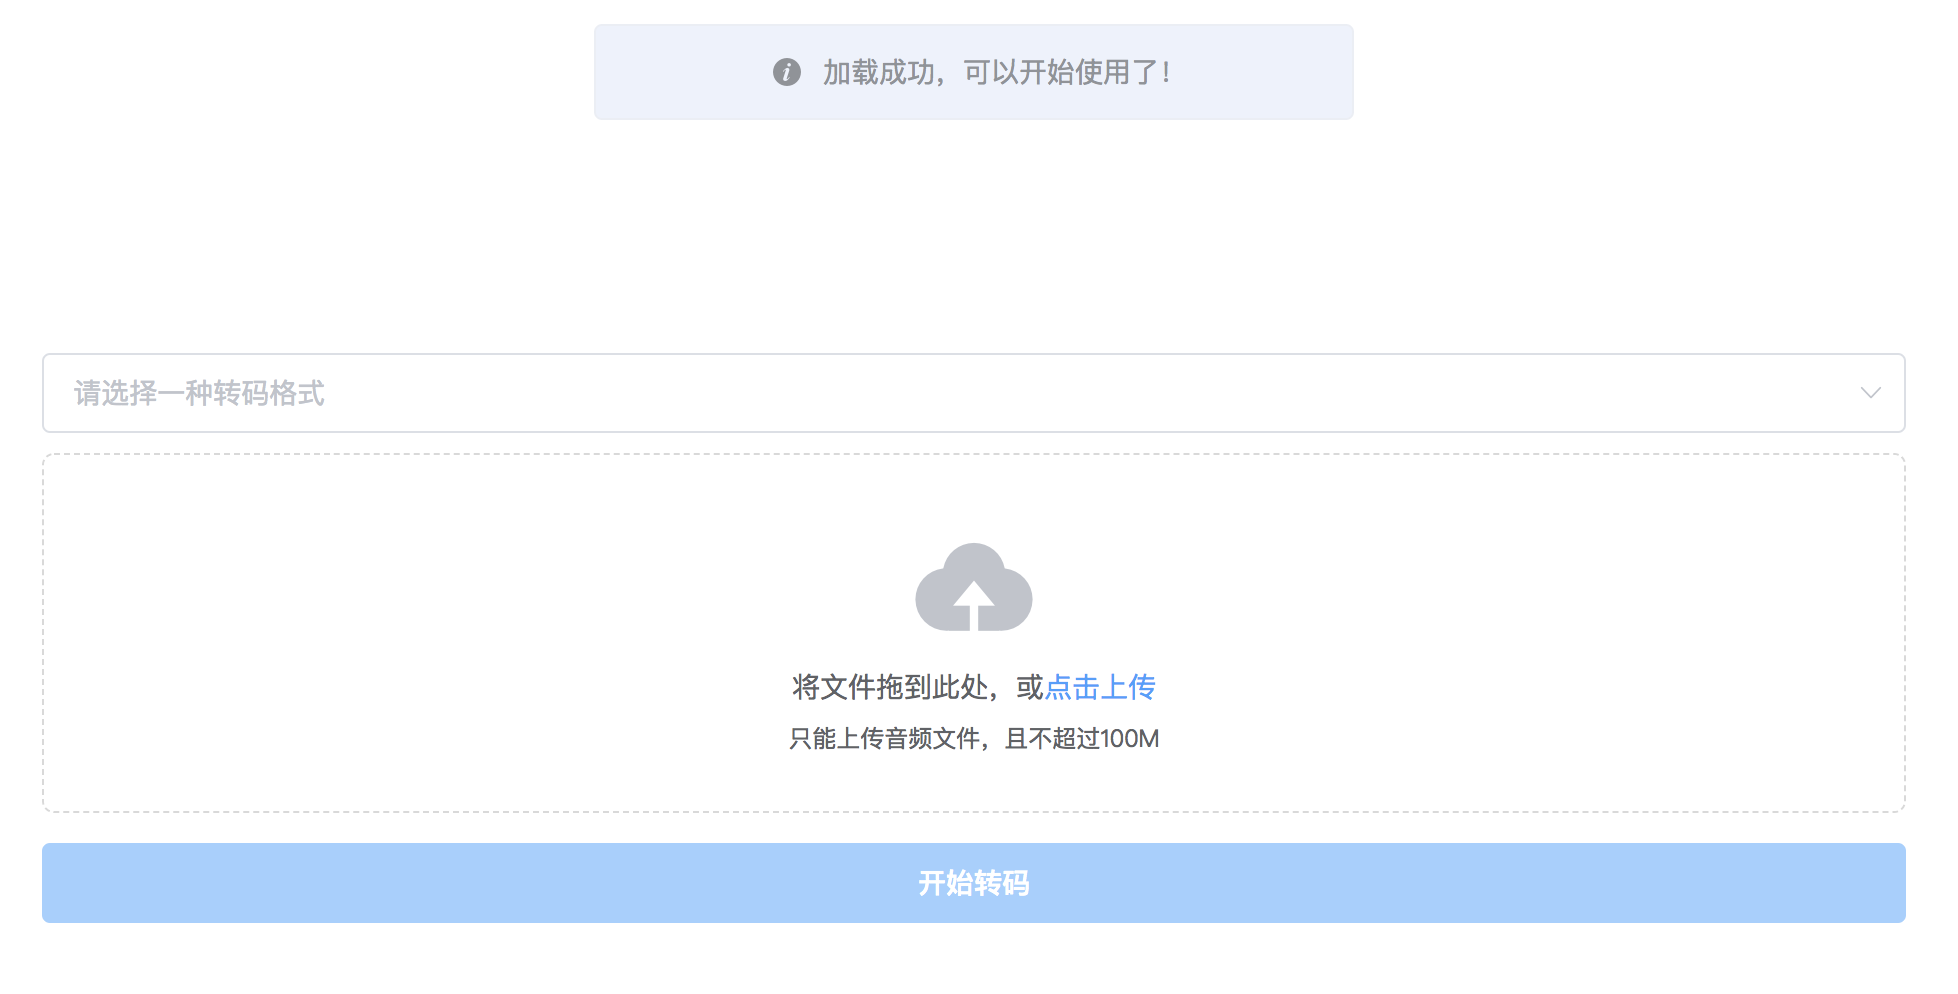 加载成功，可以开始使用了！
请选择一种转码格式
将文件拖到此处，或点击上传
只能上传音频文件，且不超过100M
开始转码